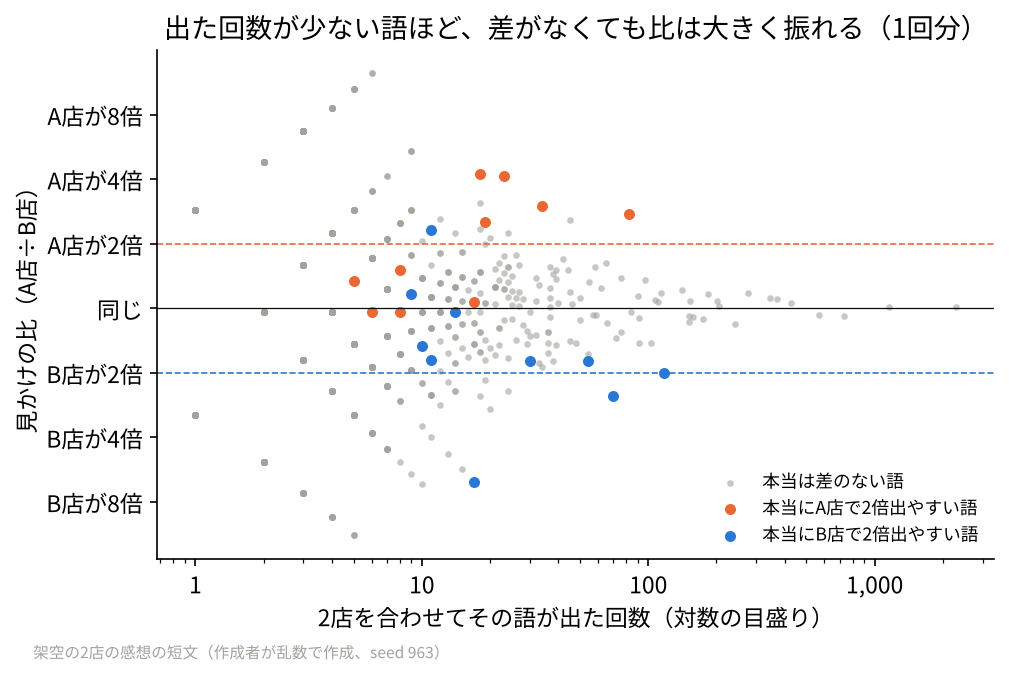 出た回数が少ない語ほど、差がなくても比は大きく振れる（1回分）
見かけの比（A店÷B店）
A店が8倍
A店が4倍
A店が2倍
同じ
B店が2倍
B店が4倍
B店が8倍
本当は差のない語
本当にA店で2倍出やすい語
本当にB店で2倍出やすい語
1
10
100
1,000
2店を合わせてその語が出た回数（対数の目盛り）
架空の2店の感想の短文（作成者が乱数で作成、seed 963）